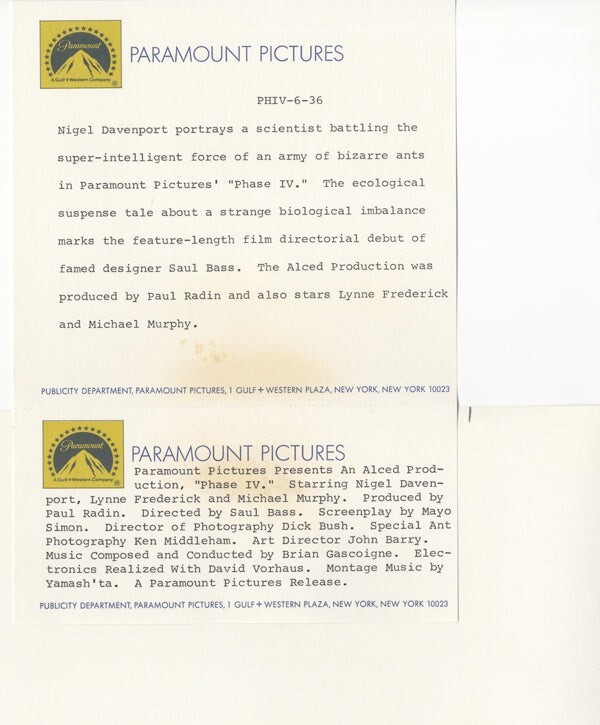 Paramount
A Gulf+Western Company
PARAMOUNT PICTURES
PHIV-6-36
Nigel Davenport portrays a scientist battling the
super-intelligent force of an army of bizarre ants
in Paramount Pictures' "Phase IV." The ecological
suspense tale about a strange biological imbalance
marks the feature-length film directorial debut of
famed designer Saul Bass. The Alced Production was
produced by Paul Radin and also stars Lynne Frederick
and Michael Murphy.
PUBLICITY DEPARTMENT, PARAMOUNT PICTURES, 1 GULF+WESTERN PLAZA, NEW YORK, NEW YORK 10023
Paramount
A Gulf+Western Company
PARAMOUNT PICTURES
Paramount Pictures Presents An Alced Prod-
uction, "Phase IV." Starring Nigel Daven-
port, Lynne Frederick and Michael Murphy. Produced by
Paul Radin. Directed by Saul Bass. Screenplay by Mayo
Simon. Director of Photography Dick Bush. Special Ant
Photography Ken Middleham. Art Director John Barry.
Music Composed and Conducted by Brian Gascoigne. Elec-
tronics Realized With David Vorhaus. Montage Music by
Yamash'ta. A Paramount Pictures Release.
PUBLICITY DEPARTMENT, PARAMOUNT PICTURES, 1 GULF+WESTERN PLAZA, NEW YORK, NEW YORK 10023